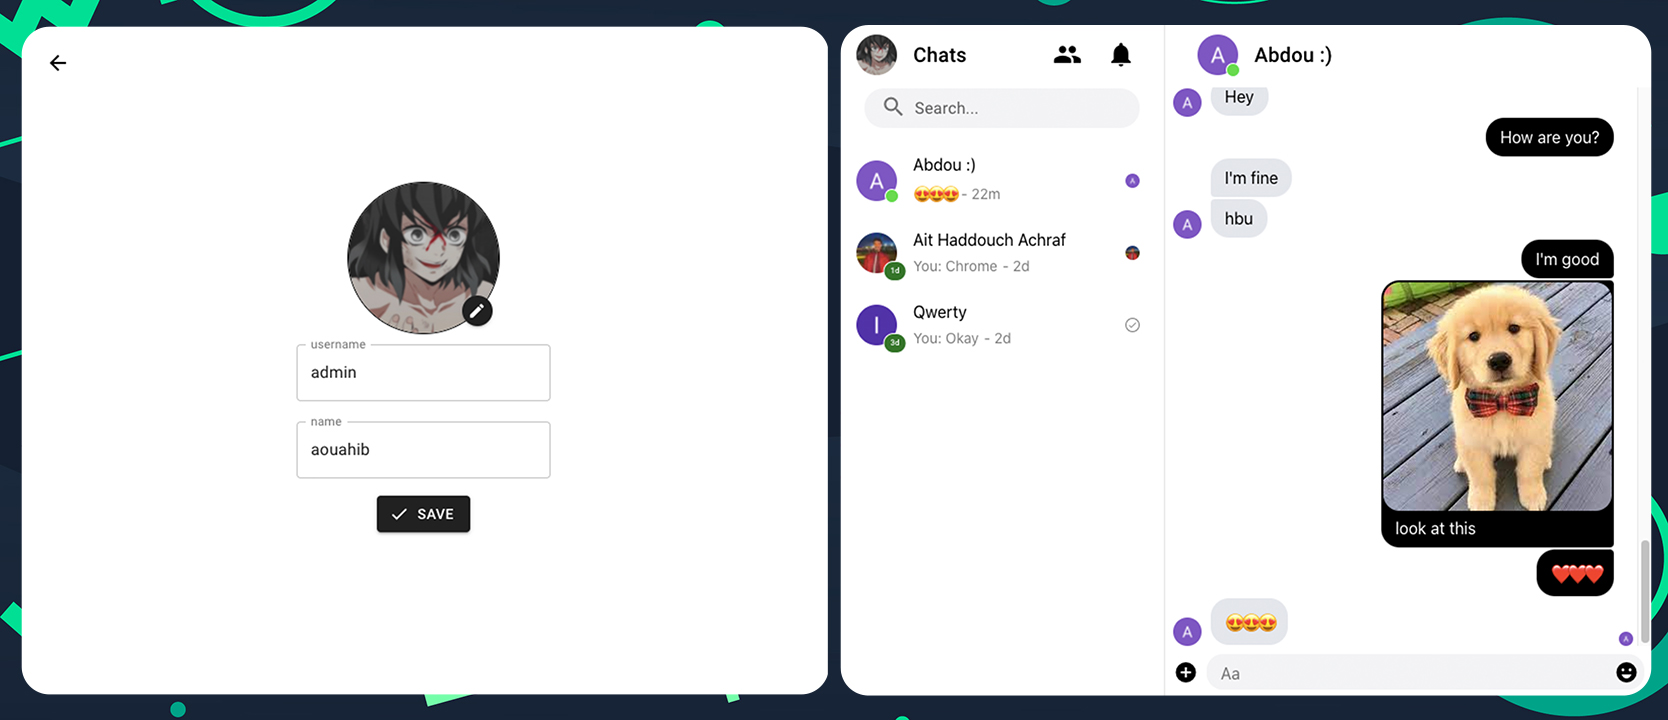 username
admin
name
aouahib
SAVE
Chats
Search...
A
Abdou :)
😍😍😍 - 22m
A
Ait Haddouch Achraf
You: Chrome - 2d
1d
I
Qwerty
You: Okay - 2d
3d
A
Abdou :)
A
Hey
How are you?
I'm fine
A
hbu
I'm good
look at this
❤️❤️❤️
A
😍😍😍
A
Aa